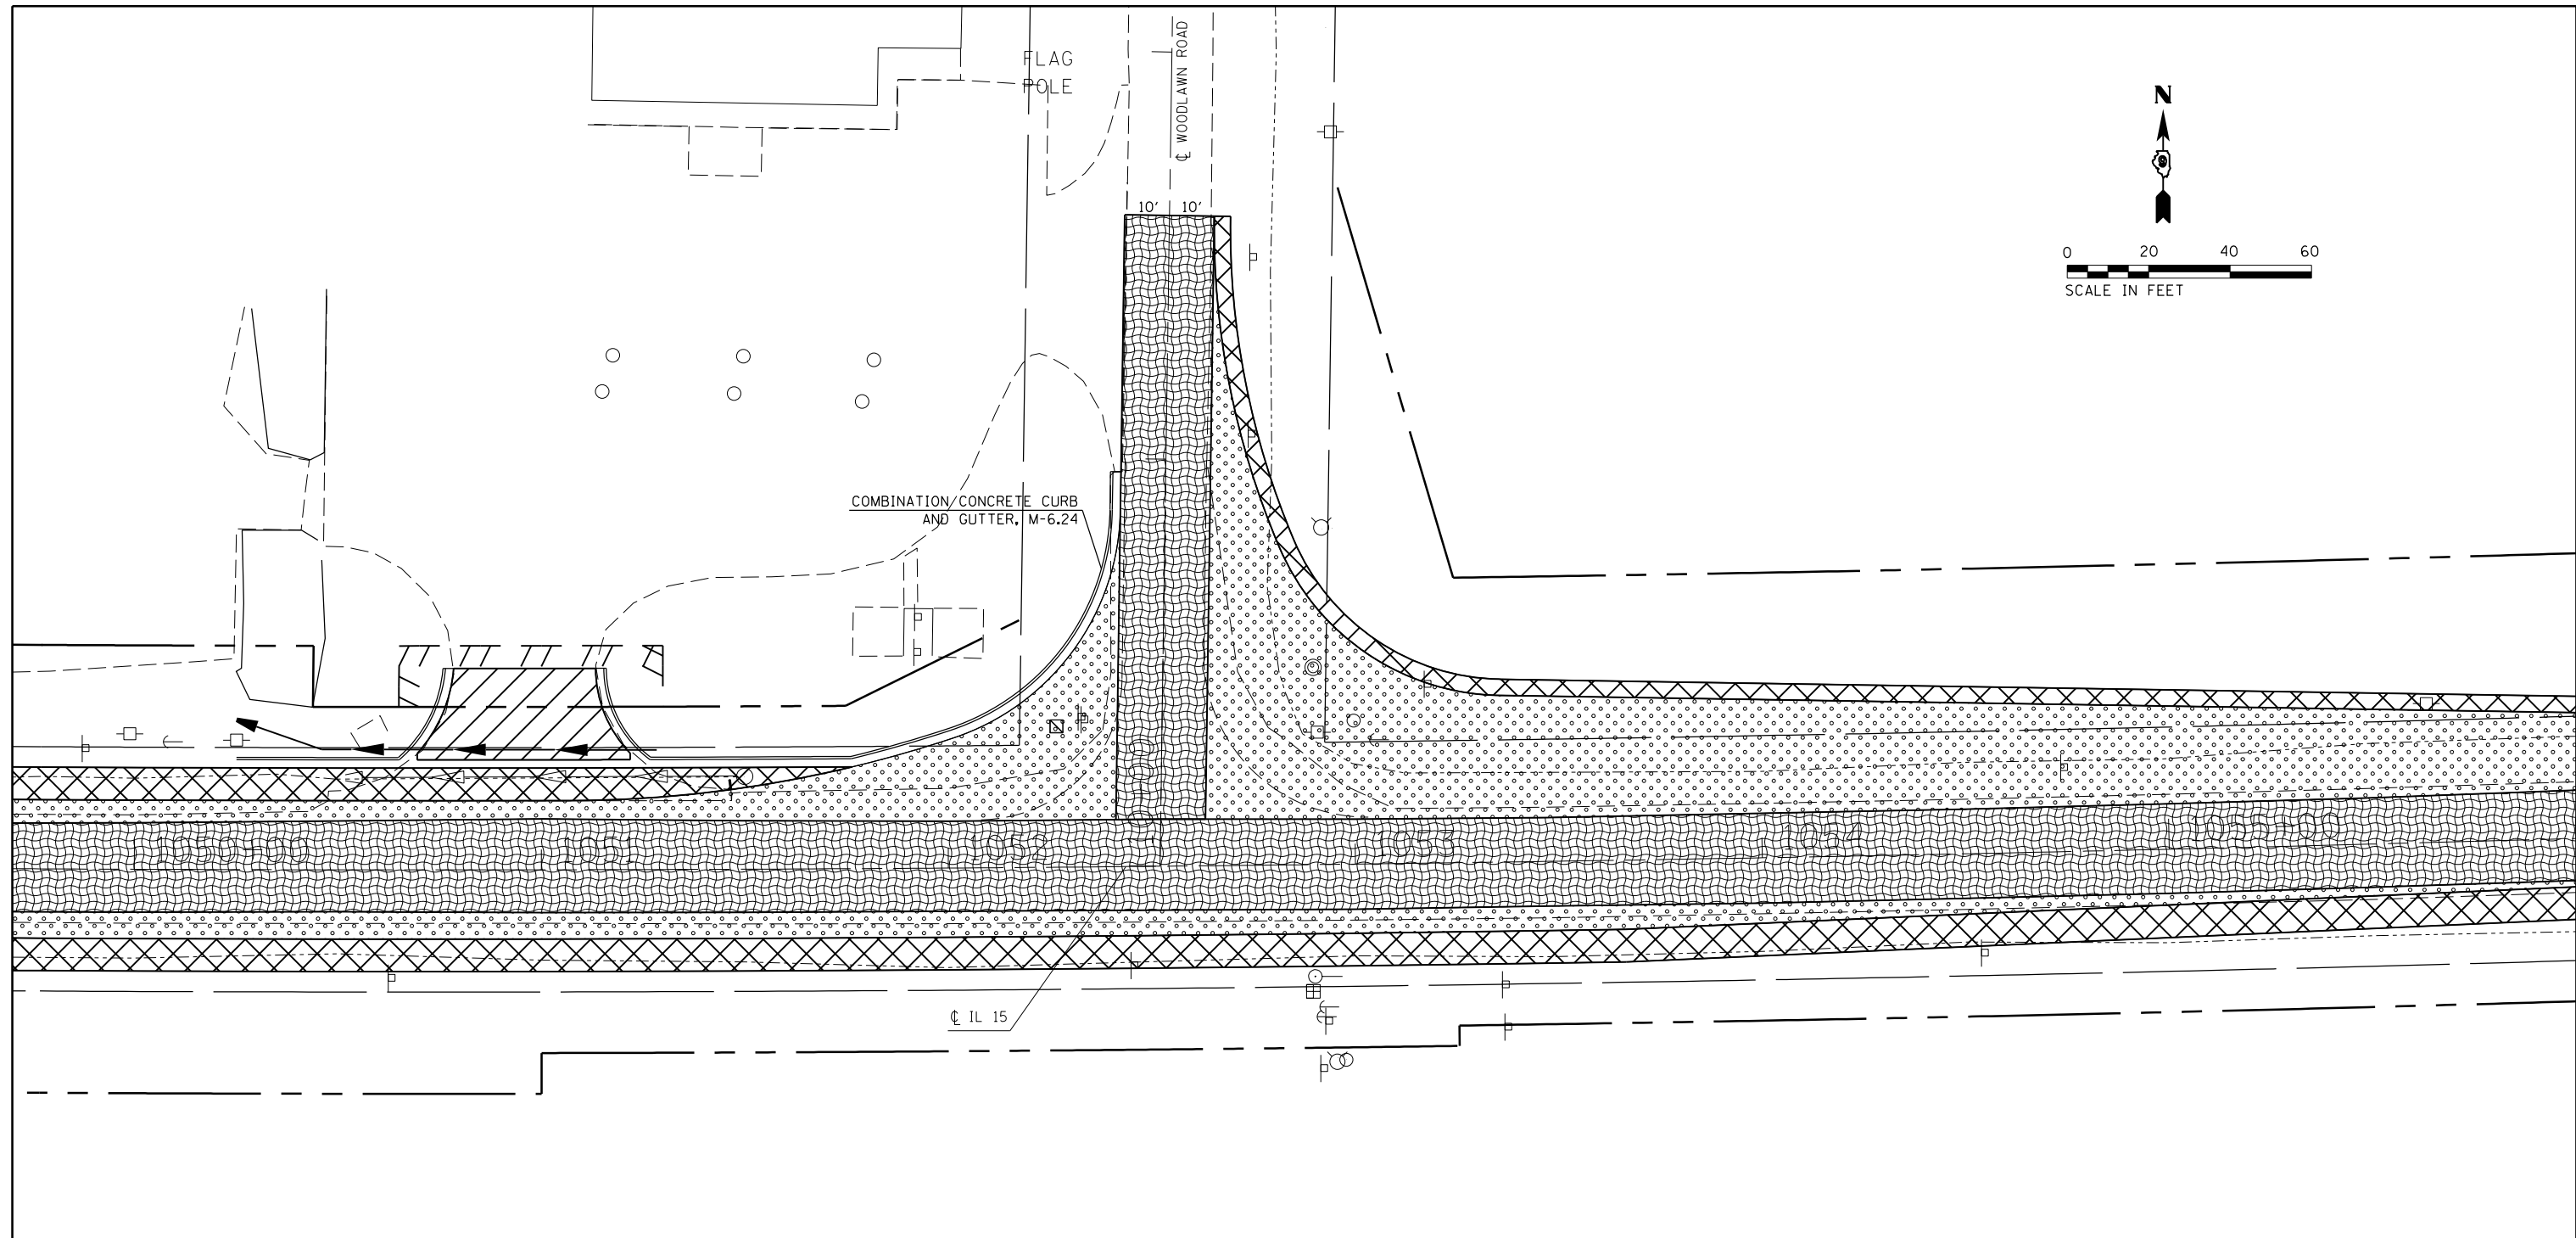 FLAG
POLE
℄ WOODLAWN ROAD
N
0 20 40 60
SCALE IN FEET
10' 10'
COMBINATION CONCRETE CURB
AND GUTTER, M-6.24
1050+00 1051 1052 1053 1054 1055+00
℄ IL 15